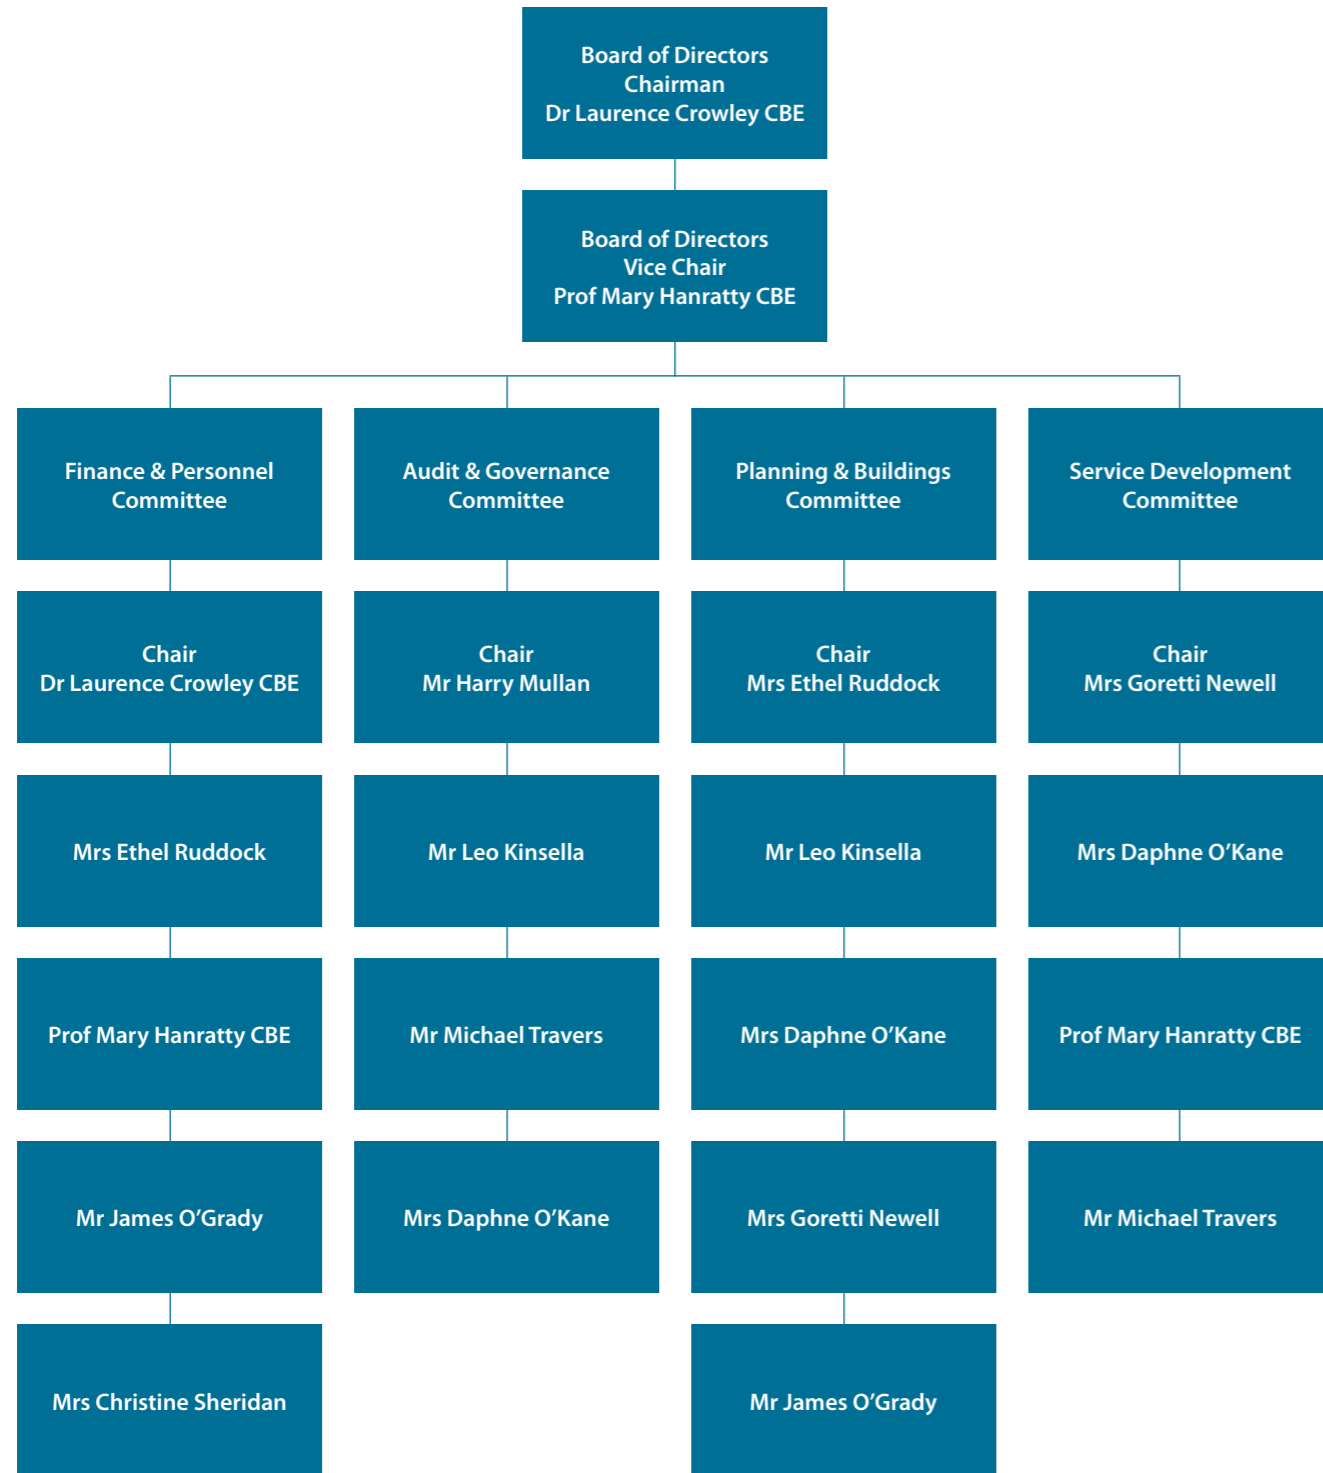 Board of Directors
Chairman
Dr Laurence Crowley CBE
Board of Directors
Vice Chair
Prof Mary Hanratty CBE
Finance & Personnel
Committee
Audit & Governance
Committee
Planning & Buildings
Committee
Service Development
Committee
Chair
Dr Laurence Crowley CBE
Chair
Mr Harry Mullan
Chair
Mrs Ethel Ruddock
Chair
Mrs Goretti Newell
Mrs Ethel Ruddock
Mr Leo Kinsella
Mr Leo Kinsella
Mrs Daphne O’Kane
Prof Mary Hanratty CBE
Mr Michael Travers
Mrs Daphne O’Kane
Prof Mary Hanratty CBE
Mr James O’Grady
Mrs Daphne O’Kane
Mrs Goretti Newell
Mr Michael Travers
Mrs Christine Sheridan
Mr James O’Grady